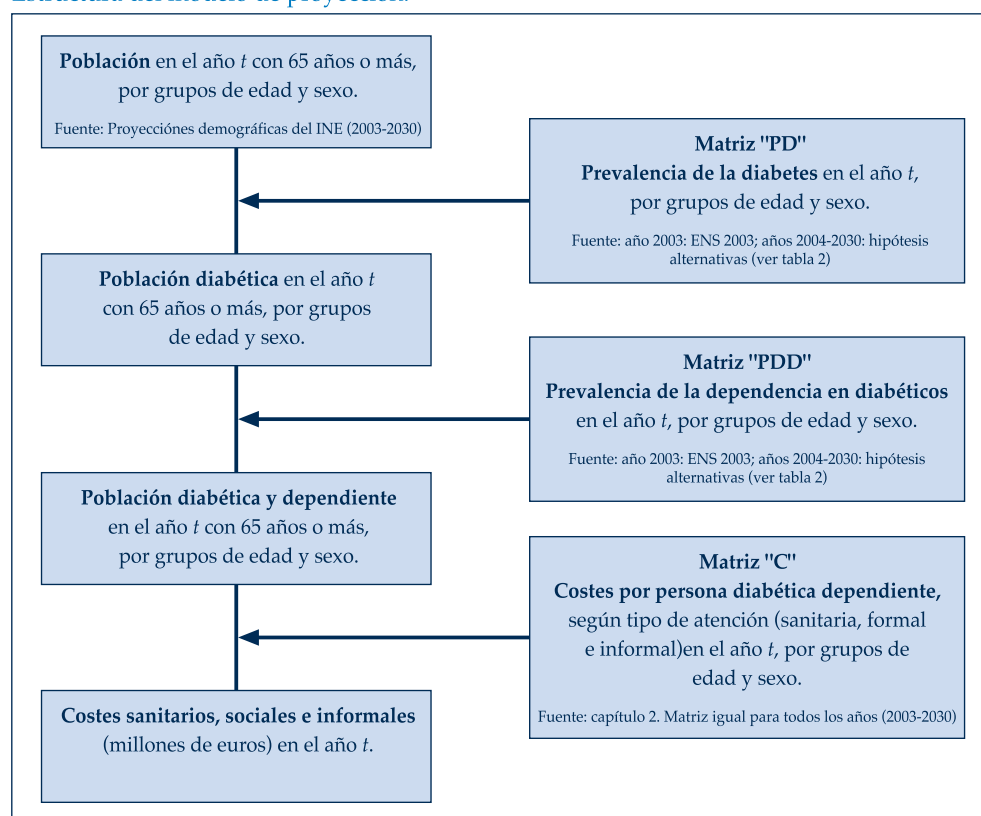 Estructura del modelo de proyección.
Población en el año t con 65 años o más,
por grupos de edad y sexo.
Fuente: Proyecciónes demográficas del INE (2003-2030)
Matriz "PD"
Prevalencia de la diabetes en el año t,
por grupos de edad y sexo.
Fuente: año 2003: ENS 2003; años 2004-2030: hipótesis
alternativas (ver tabla 2)
Población diabética en el año t
con 65 años o más, por grupos
de edad y sexo.
Matriz "PDD"
Prevalencia de la dependencia en diabéticos
en el año t, por grupos de edad y sexo.
Fuente: año 2003: ENS 2003; años 2004-2030: hipótesis
alternativas (ver tabla 2)
Población diabética y dependiente
en el año t con 65 años o más,
por grupos de edad y sexo.
Matriz "C"
Costes por persona diabética dependiente,
según tipo de atención (sanitaria, formal
e informal)en el año t, por grupos de
edad y sexo.
Fuente: capítulo 2. Matriz igual para todos los años (2003-2030)
Costes sanitarios, sociales e informales
(millones de euros) en el año t.